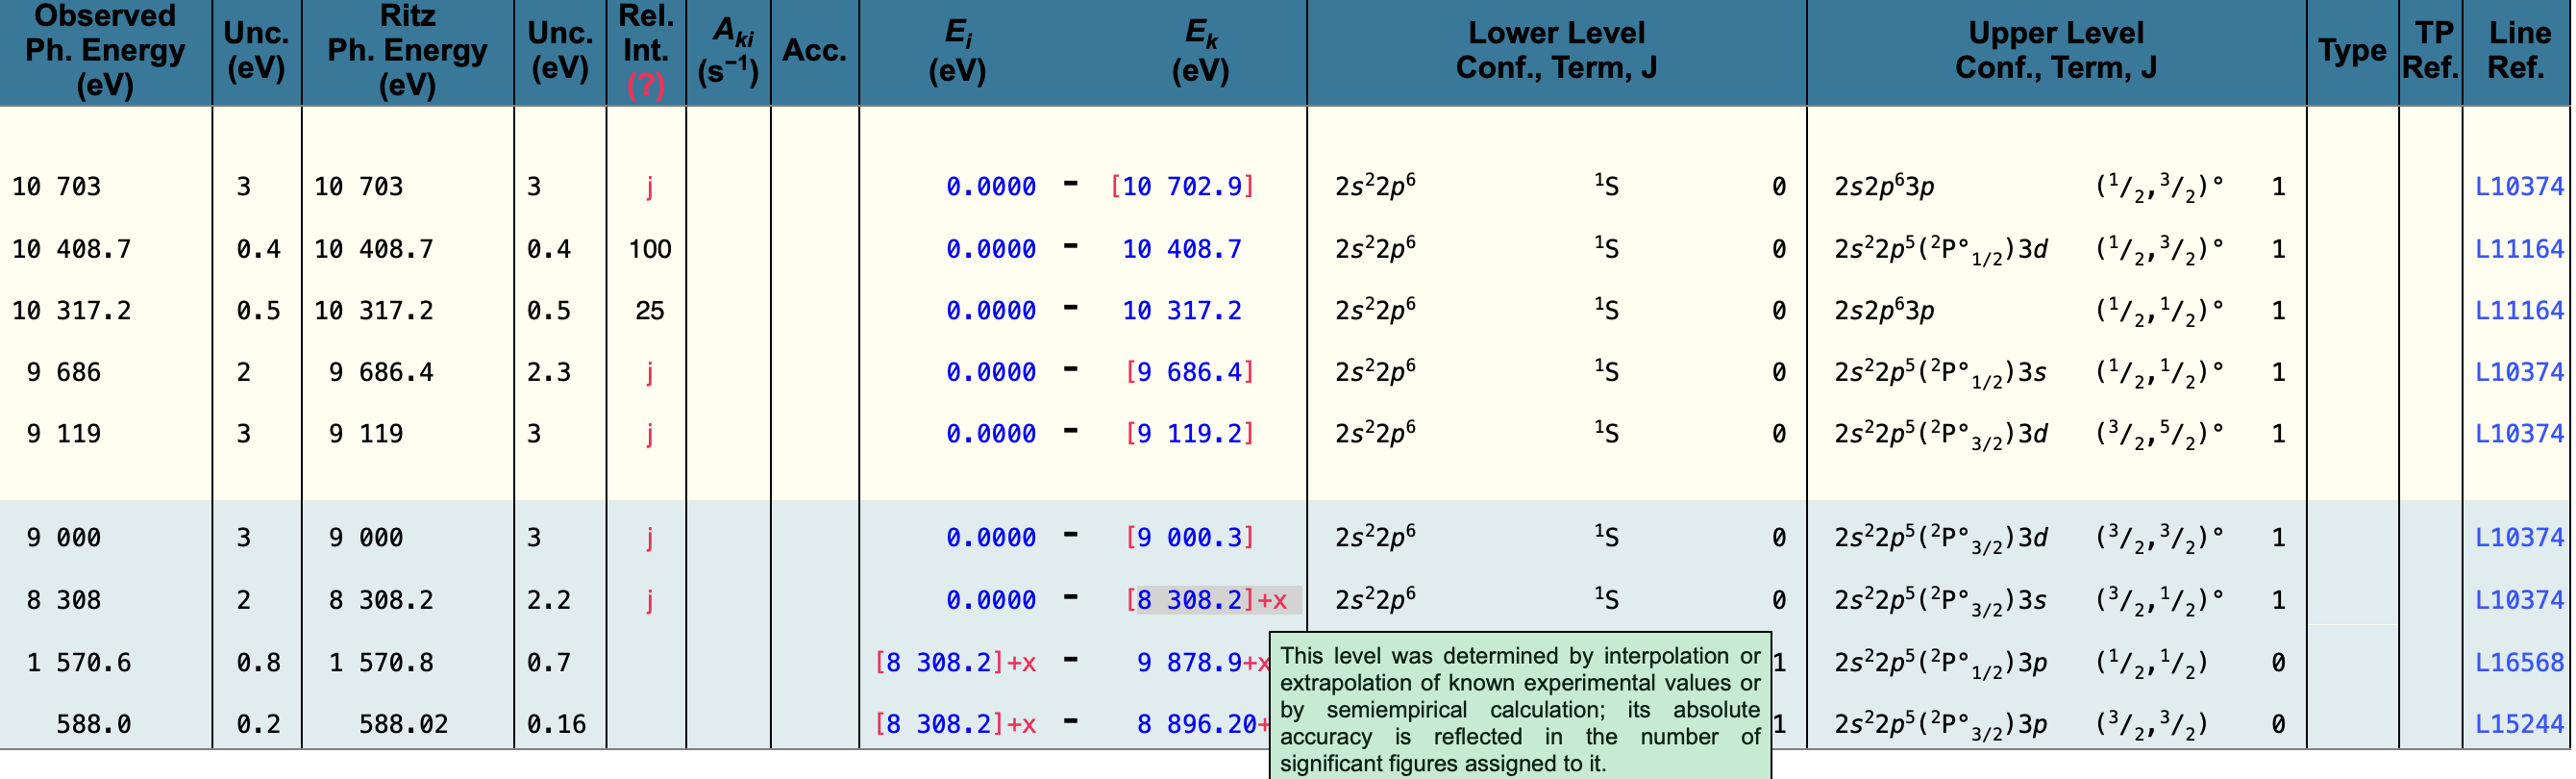 Observed Ph. Energy (eV) Unc. (eV) Ritz Ph. Energy (eV) Unc. (eV) Rel. Int. (?) Aki (s⁻¹) Acc. Ei (eV) Ek (eV) Lower Level Conf., Term, J Upper Level Conf., Term, J Type TP Ref. Line Ref.
10 703 3 10 703 3 j 0.0000 - [10 702.9] 2s²2p⁶ ¹S 0 2s2p⁶3p (¹/₂,³/₂)° 1 L10374
10 408.7 0.4 10 408.7 0.4 100 0.0000 - 10 408.7 2s²2p⁶ ¹S 0 2s²2p⁵(²P°₁/₂)3d (¹/₂,³/₂)° 1 L11164
10 317.2 0.5 10 317.2 0.5 25 0.0000 - 10 317.2 2s²2p⁶ ¹S 0 2s2p⁶3p (¹/₂,¹/₂)° 1 L11164
9 686 2 9 686.4 2.3 j 0.0000 - [9 686.4] 2s²2p⁶ ¹S 0 2s²2p⁵(²P°₁/₂)3s (¹/₂,¹/₂)° 1 L10374
9 119 3 9 119 3 j 0.0000 - [9 119.2] 2s²2p⁶ ¹S 0 2s²2p⁵(²P°₃/₂)3d (³/₂,⁵/₂)° 1 L10374
9 000 3 9 000 3 j 0.0000 - [9 000.3] 2s²2p⁶ ¹S 0 2s²2p⁵(²P°₃/₂)3d (³/₂,³/₂)° 1 L10374
8 308 2 8 308.2 2.2 j 0.0000 - [8 308.2]+x 2s²2p⁶ ¹S 0 2s²2p⁵(²P°₃/₂)3s (³/₂,¹/₂)° 1 L10374
1 570.6 0.8 1 570.8 0.7 [8 308.2]+x - 9 878.9+x 1 2s²2p⁵(²P°₁/₂)3p (¹/₂,¹/₂) 0 L16568
588.0 0.2 588.02 0.16 [8 308.2]+x - 8 896.20+ 1 2s²2p⁵(²P°₃/₂)3p (³/₂,³/₂) 0 L15244
This level was determined by interpolation or
extrapolation of known experimental values or
by semiempirical calculation; its absolute
accuracy is reflected in the number of
significant figures assigned to it.